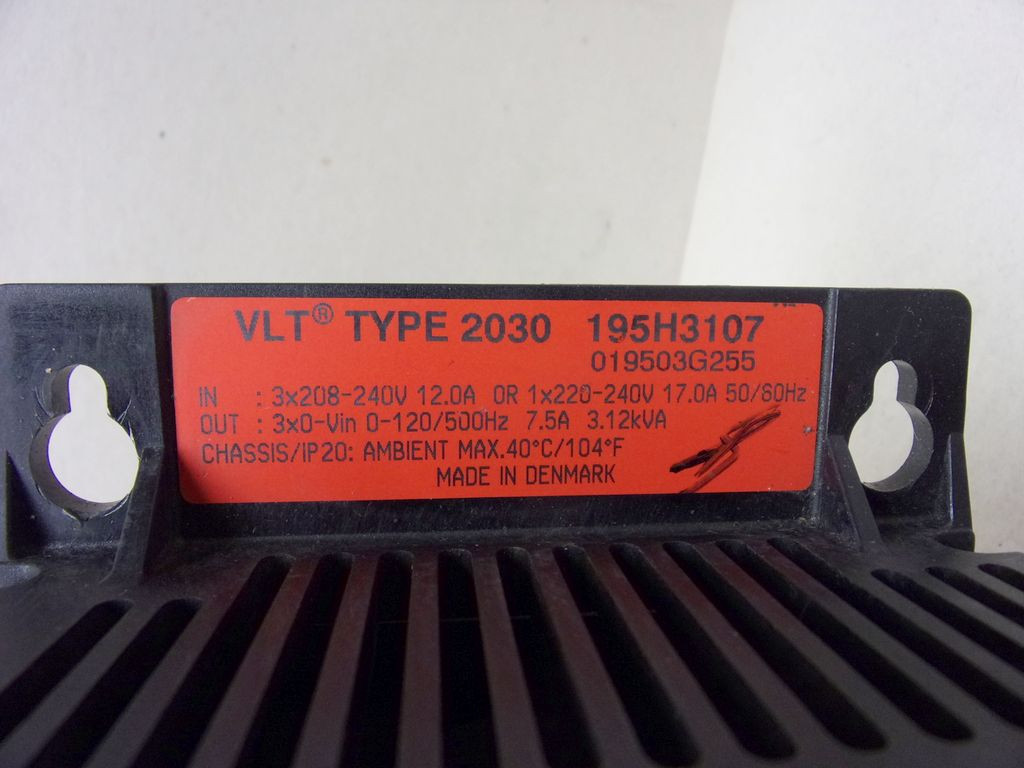 VLT® TYPE 2030 195H3107
019503G255
IN : 3x208-240V 12.0A OR 1x220-240V 17.0A 50/60Hz
OUT : 3x0-Vin 0-120/500Hz 7.5A 3.12kVA
CHASSIS/IP20: AMBIENT MAX.40°C/104°F
MADE IN DENMARK